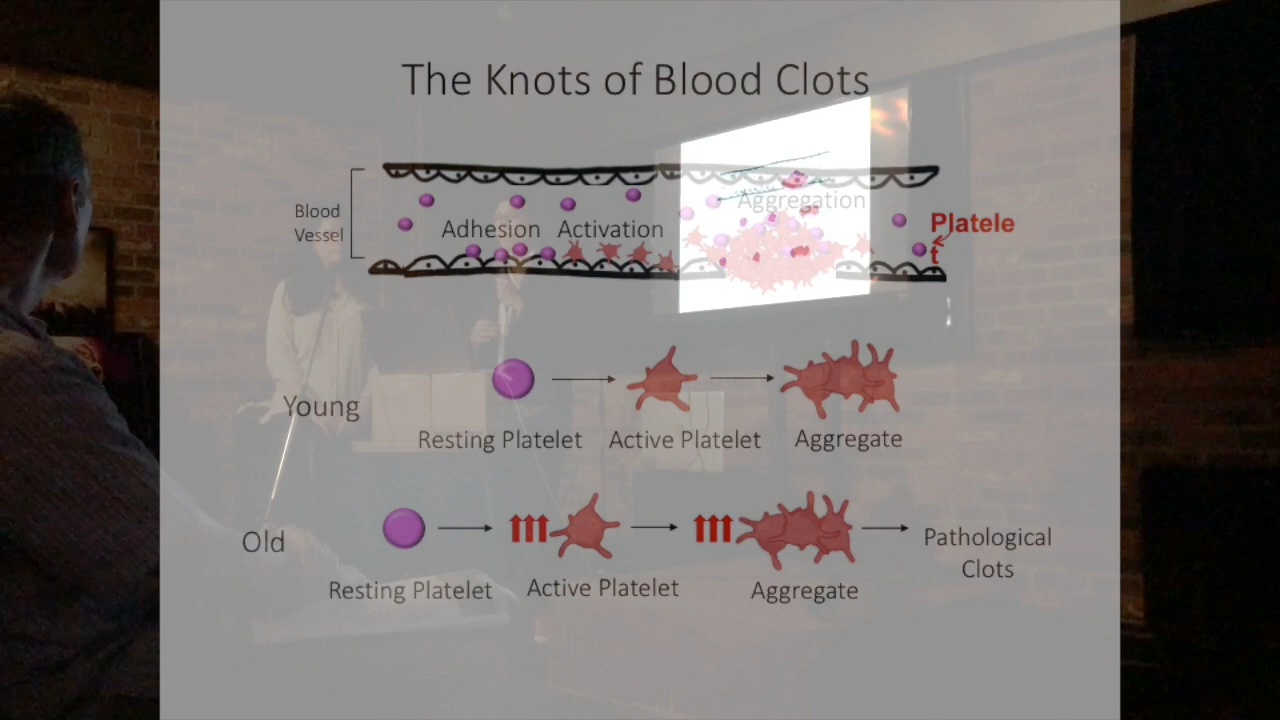 The Knots of Blood Clots
Blood
Vessel
Adhesion
Activation
Aggregation
Platele
t
Young
Resting Platelet
Active Platelet
Aggregate
Old
Resting Platelet
Active Platelet
Aggregate
Pathological
Clots